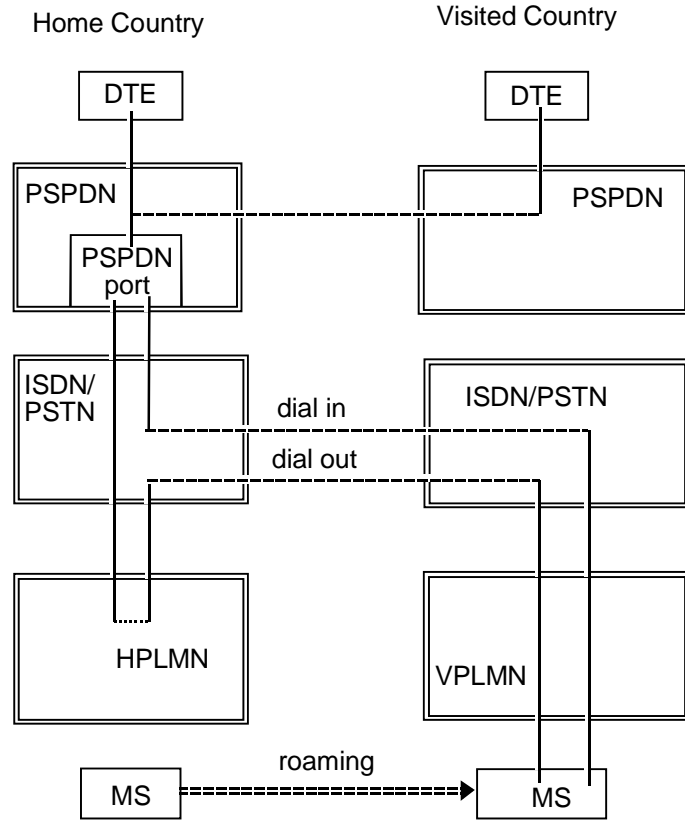 Home Country
Visited Country
DTE
DTE
PSPDN
PSPDN
PSPDN
port
ISDN/
PSTN
ISDN/PSTN
dial in
dial out
HPLMN
VPLMN
roaming
MS
MS